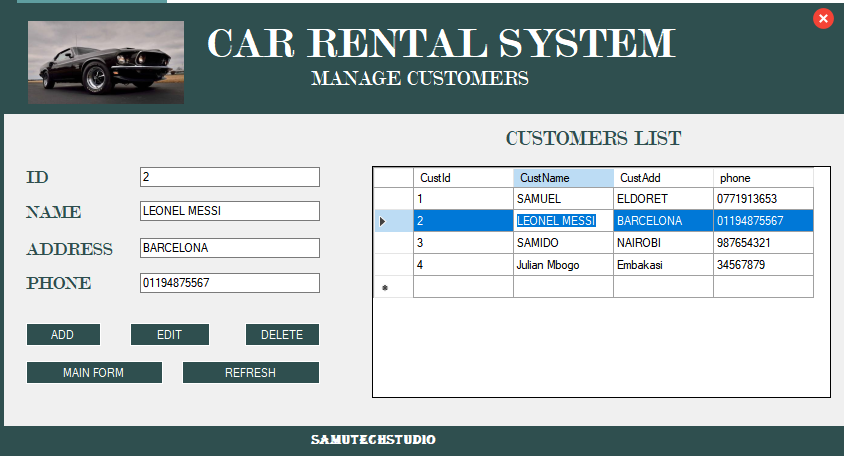 CAR RENTAL SYSTEM
MANAGE CUSTOMERS
CUSTOMERS LIST
ID 2
NAME LEONEL MESSI
ADDRESS BARCELONA
PHONE 01194875567
ADD EDIT DELETE
MAIN FORM REFRESH
CustId CustName CustAdd phone
1 SAMUEL ELDORET 0771913653
2 LEONEL MESSI BARCELONA 01194875567
3 SAMIDO NAIROBI 987654321
4 Julian Mbogo Embakasi 34567879
SAMUTECHSTUDIO